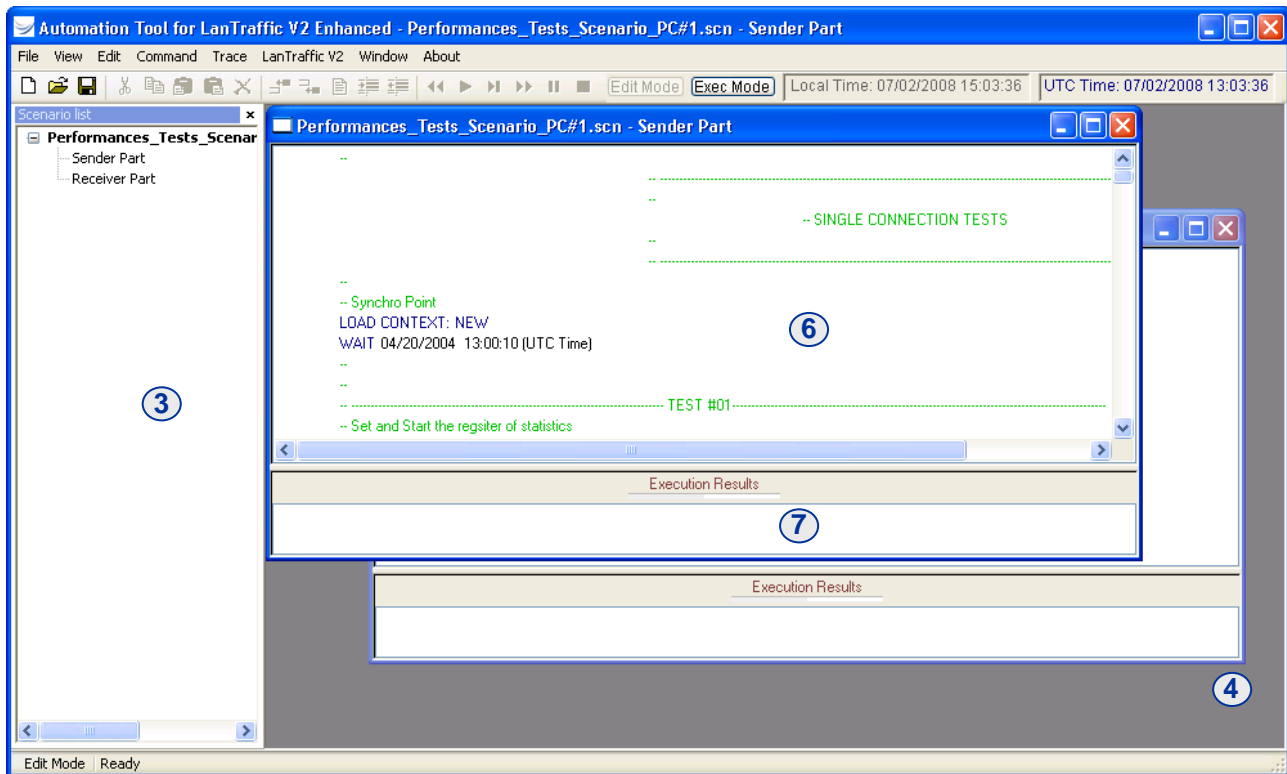 Automation Tool for LanTraffic V2 Enhanced - Performances_Tests_Scenario_PC#1.scn - Sender Part
File View Edit Command Trace LanTraffic V2 Window About
Edit Mode Exec Mode Local Time: 07/02/2008 15:03:36 UTC Time: 07/02/2008 13:03:36
Scenario list
Performances_Tests_Scenar
Sender Part
Receiver Part
3
Performances_Tests_Scenario_PC#1.scn - Sender Part
--
-- --------------------------------------------------------------------------
--
-- SINGLE CONNECTION TESTS
--
-- --------------------------------------------------------------------------
--
-- Synchro Point
LOAD CONTEXT: NEW
WAIT 04/20/2004 13:00:10 (UTC Time)
--
--
-- -------------------------------------------------- TEST #01--------------------------------------------------
-- Set and Start the regsiter of statistics
6
Execution Results
7
Execution Results
4
Edit Mode Ready